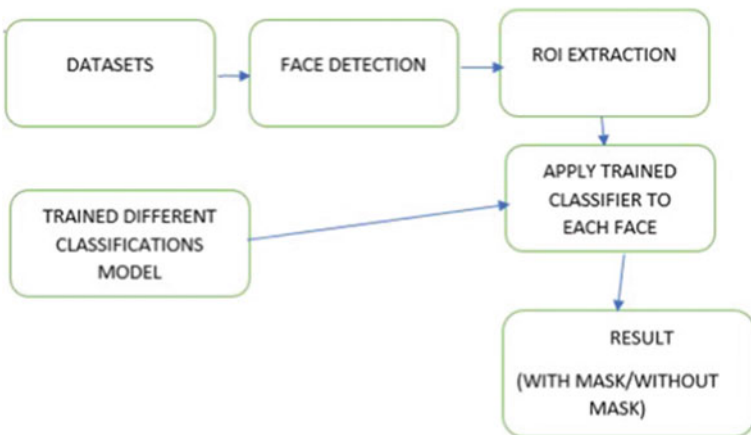 DATASETS
FACE DETECTION
ROI EXTRACTION
TRAINED DIFFERENT
CLASSIFICATIONS
MODEL
APPLY TRAINED
CLASSIFIER TO
EACH FACE
RESULT
(WITH MASK/WITHOUT
MASK)